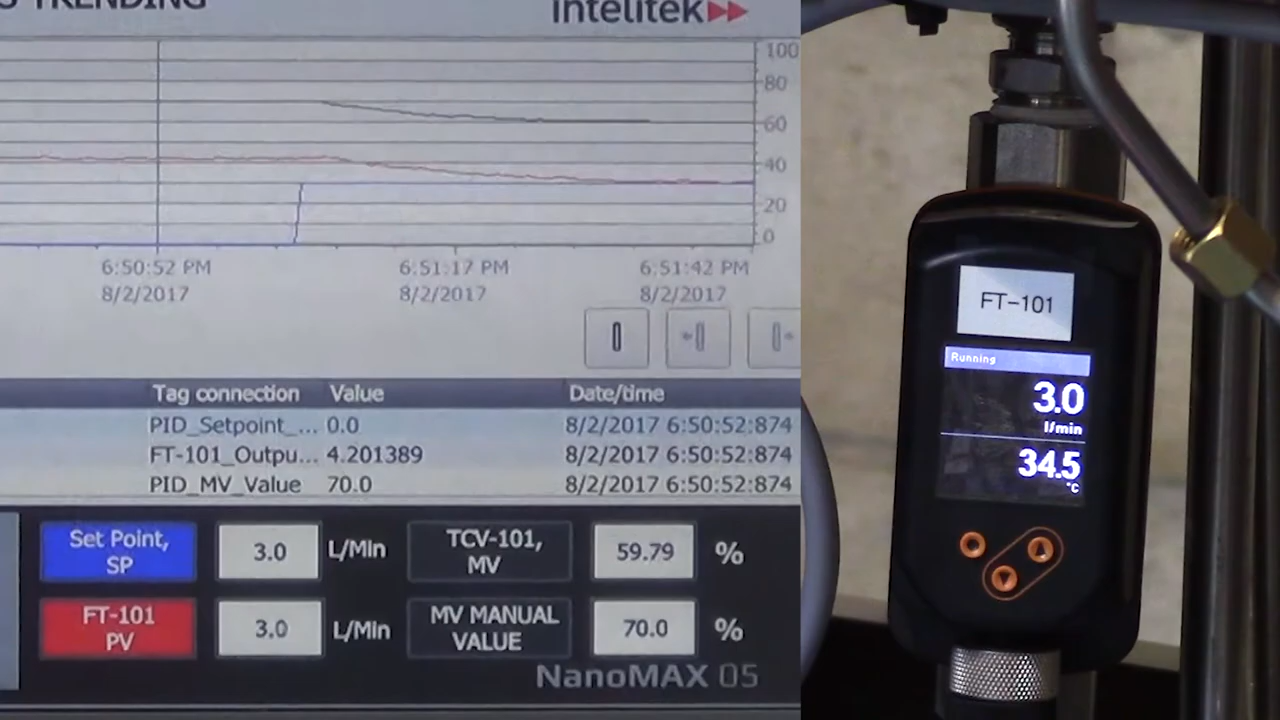 TRENDING
intelitek
100
80
60
40
20
0
6:50:52 PM 6:51:17 PM 6:51:42 PM
8/2/2017 8/2/2017 8/2/2017
Tag connection Value Date/time
PID_Setpoint_... 0.0 8/2/2017 6:50:52:874
FT-101_Outpu... 4.201389 8/2/2017 6:50:52:874
PID_MV_Value 70.0 8/2/2017 6:50:52:874
Set Point,
SP
3.0 L/Min
TCV-101,
MV
59.79 %
FT-101
PV
3.0 L/Min
MV MANUAL
VALUE
70.0 %
NanoMAX 05
FT-101
Running
3.0
l/min
34.5
°C